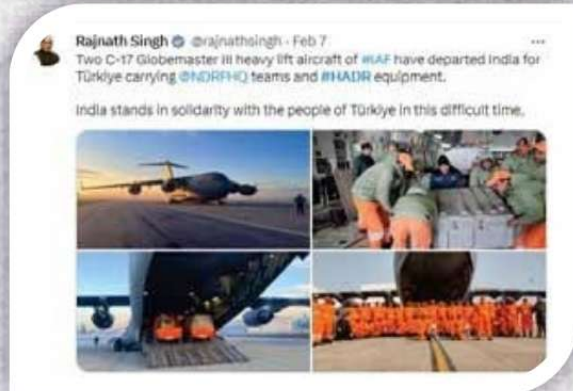 Rajnath Singh @rajnathsingh · Feb 7
Two C-17 Globemaster III heavy lift aircraft of #IAF have departed India for
Türkiye carrying @NDRFHQ teams and #HADR equipment.
India stands in solidarity with the people of Türkiye in this difficult time.